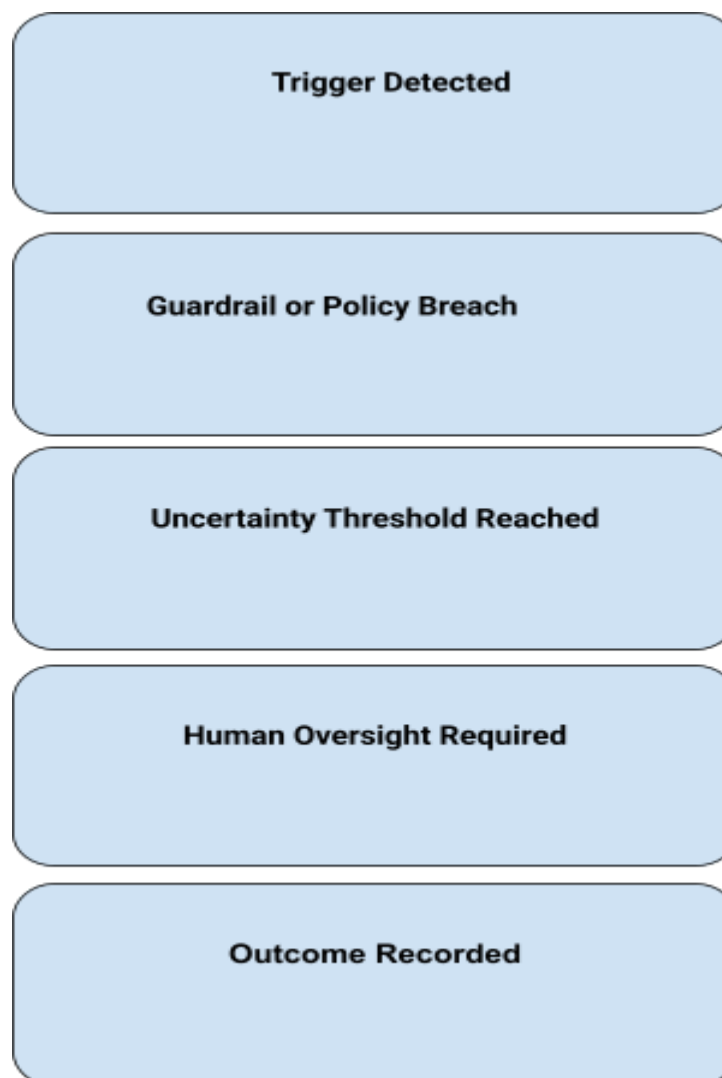 Trigger Detected
Guardrail or Policy Breach
Uncertainty Threshold Reached
Human Oversight Required
Outcome Recorded